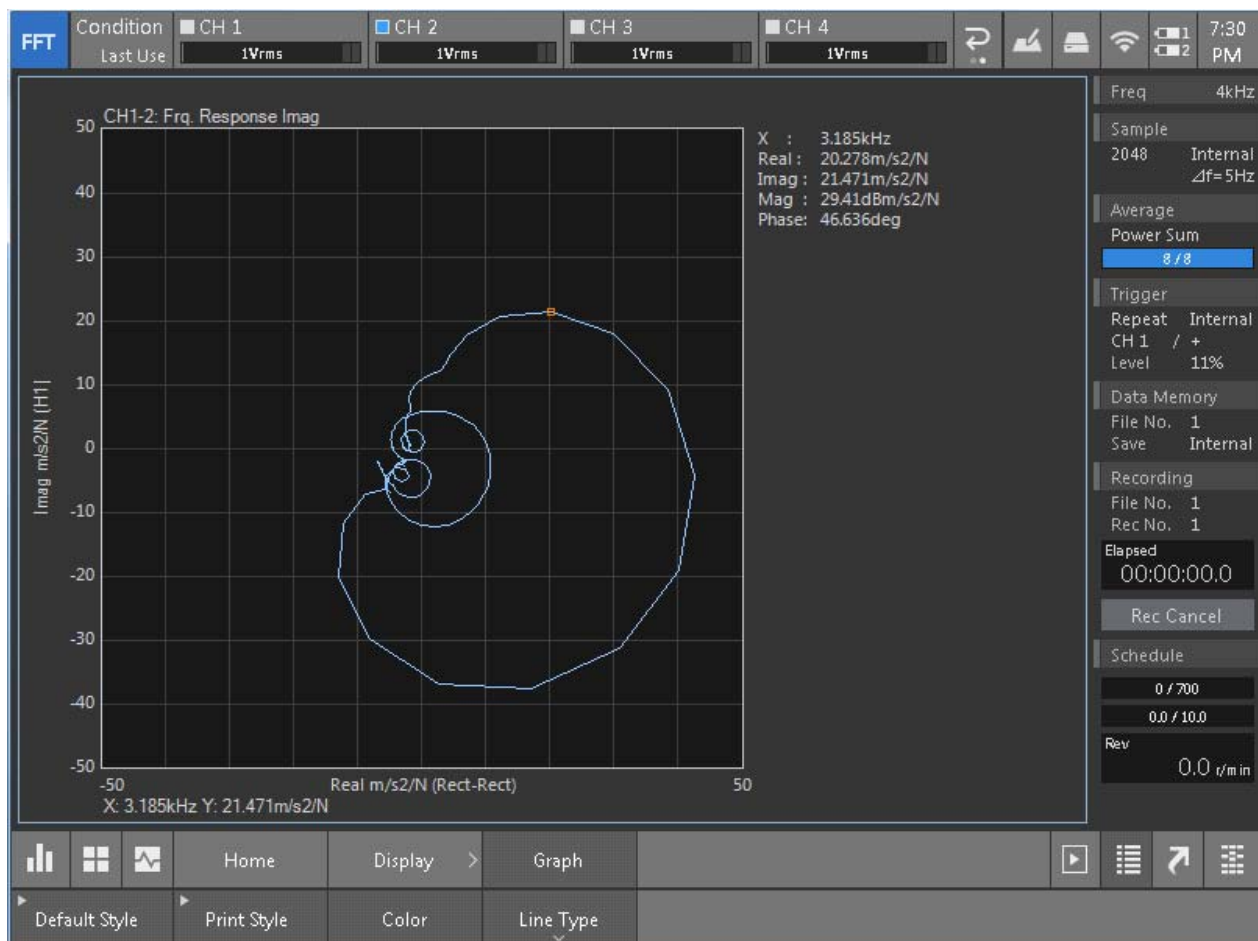 FFT
Condition
Last Use
CH 1
1Vrms
CH 2
1Vrms
CH 3
1Vrms
CH 4
1Vrms
1
2
7:30
PM
CH1-2: Frq. Response Imag
50
40
30
20
10
0
-10
-20
-30
-40
-50
Imag m/s2/N (H1)
-50
Real m/s2/N (Rect-Rect)
50
X: 3.185kHz Y: 21.471m/s2/N
X : 3.185kHz
Real : 20.278m/s2/N
Imag : 21.471m/s2/N
Mag : 29.41dBm/s2/N
Phase: 46.636deg
Freq 4kHz
Sample
2048 Internal
⊿f=5Hz
Average
Power Sum
8 / 8
Trigger
Repeat Internal
CH 1 / +
Level 11%
Data Memory
File No. 1
Save Internal
Recording
File No. 1
Rec No. 1
Elapsed
00:00:00.0
Rec Cancel
Schedule
0 / 700
0.0 / 10.0
Rev
0.0 r/min
Home
Display
Graph
Default Style
Print Style
Color
Line Type